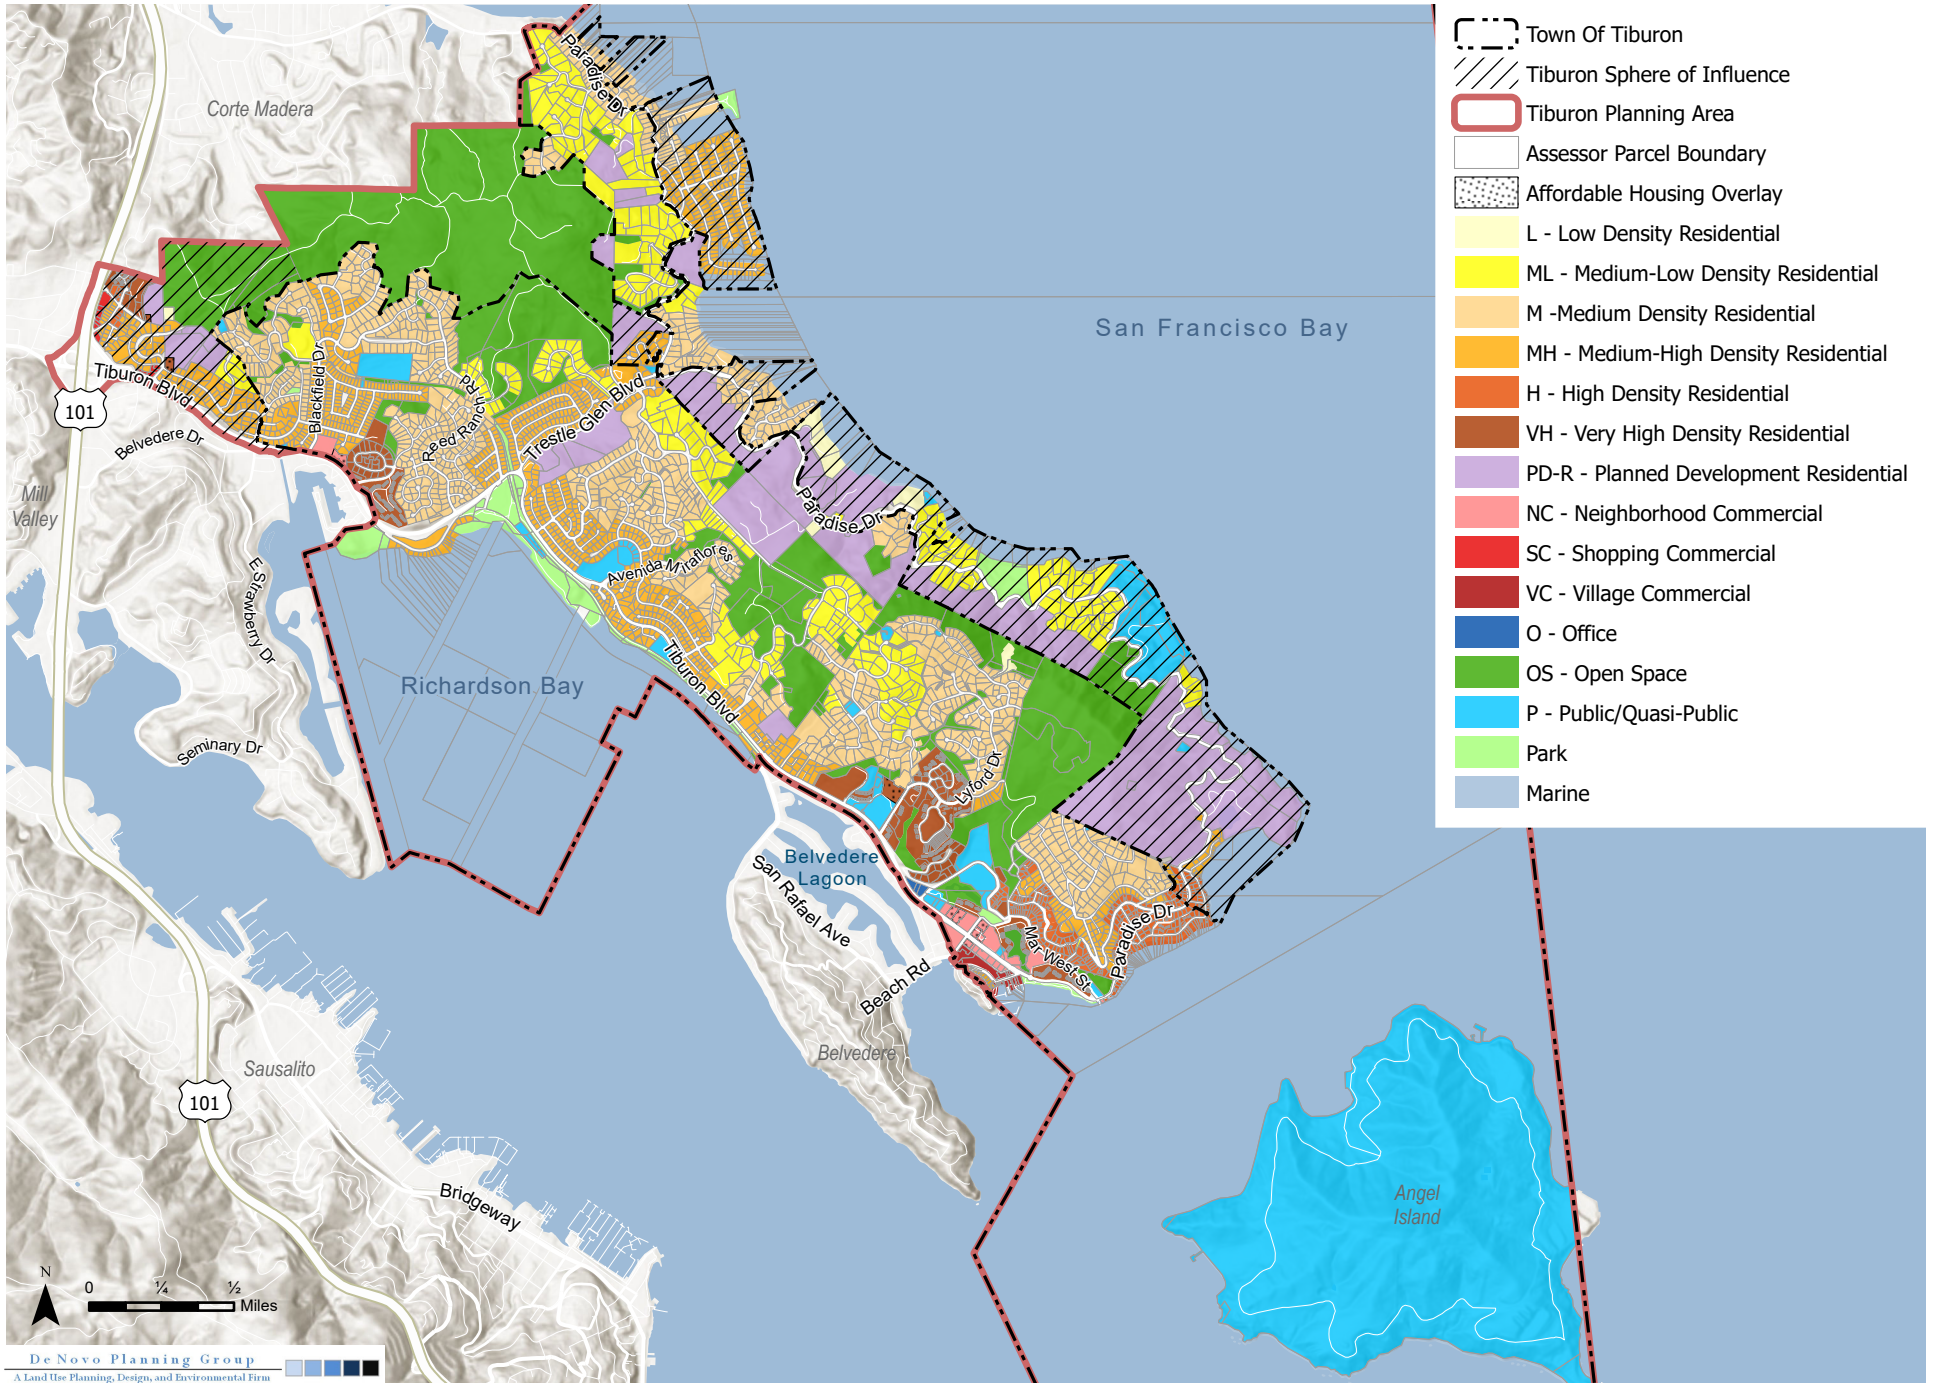 Town Of Tiburon
Tiburon Sphere of Influence
Tiburon Planning Area
Assessor Parcel Boundary
Affordable Housing Overlay
L - Low Density Residential
ML - Medium-Low Density Residential
M -Medium Density Residential
MH - Medium-High Density Residential
H - High Density Residential
VH - Very High Density Residential
PD-R - Planned Development Residential
NC - Neighborhood Commercial
SC - Shopping Commercial
VC - Village Commercial
O - Office
OS - Open Space
P - Public/Quasi-Public
Park
Marine
Paradise Dr
Corte Madera
San Francisco Bay
Tiburon Blvd
101
Blackfield Dr
Reed Ranch Rd
Trestle Glen Blvd
Belvedere Dr
Mill
Valley
Paradise Dr
Avenida Miraflores
E Strawberry Dr
Richardson Bay
Tiburon Blvd
Seminary Dr
Lyford Dr
Belvedere
Lagoon
San Rafael Ave
Paradise Dr
Mar West St
Beach Rd
Belvedere
Sausalito
101
Bridgeway
Angel
Island
N
0 ¼ ½
Miles
De Novo Planning Group
A Land Use Planning, Design, and Environmental Firm